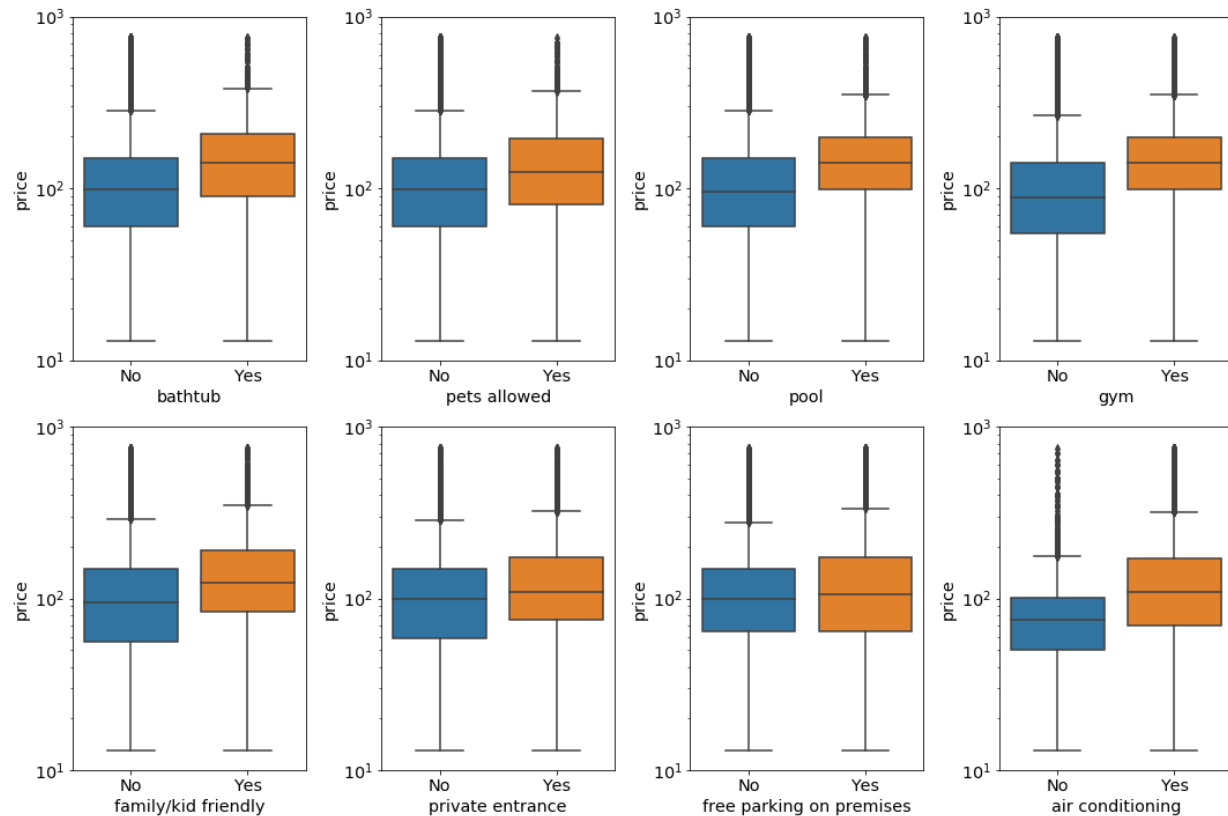 10³ 10³ 10³ 10³
price price price price
10² 10² 10² 10²
10¹ 10¹ 10¹ 10¹
No Yes No Yes No Yes No Yes
bathtub pets allowed pool gym
10³ 10³ 10³ 10³
price price price price
10² 10² 10² 10²
10¹ 10¹ 10¹ 10¹
No Yes No Yes No Yes No Yes
family/kid friendly private entrance free parking on premises air conditioning